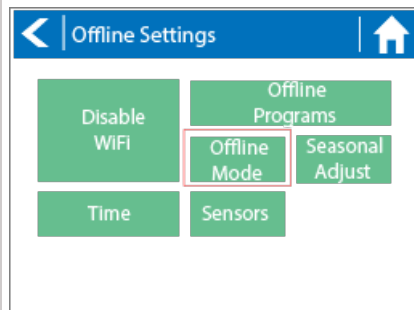 Offline Settings
Disable
WiFi
Offline
Programs
Offline
Mode
Seasonal
Adjust
Time
Sensors